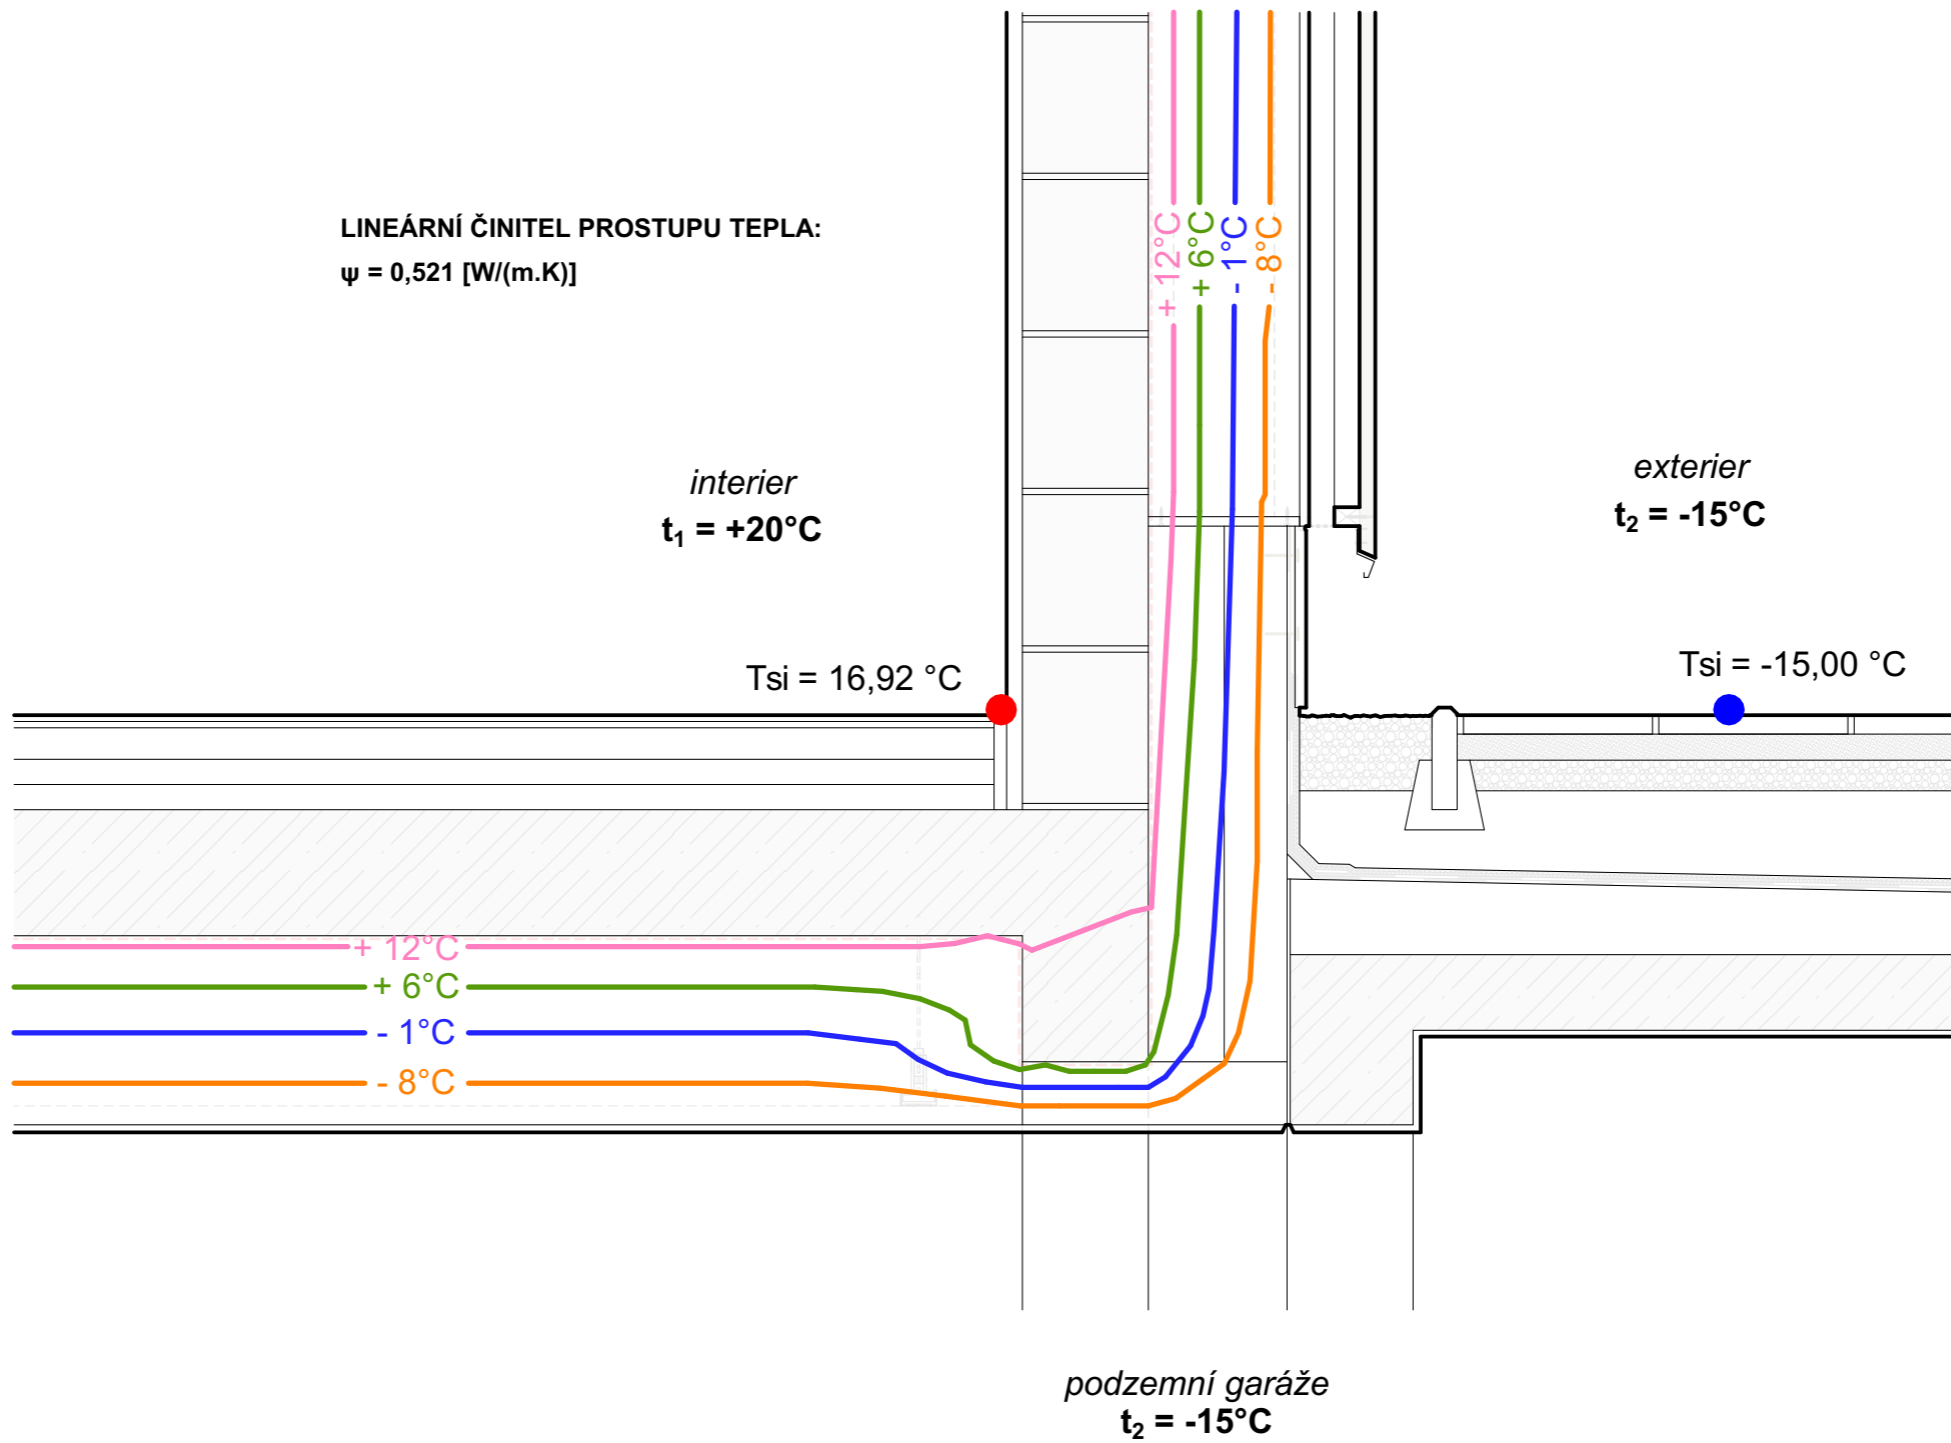 LINEÁRNÍ ČINITEL PROSTUPU TEPLA:
ψ = 0,521 [W/(m.K)]
+ 12°C
+ 6°C
- 1°C
- 8°C
interier
t₁ = +20°C
exterier
t₂ = -15°C
Tsi = 16,92 °C
Tsi = -15,00 °C
+ 12°C
+ 6°C
- 1°C
- 8°C
podzemní garáže
t₂ = -15°C